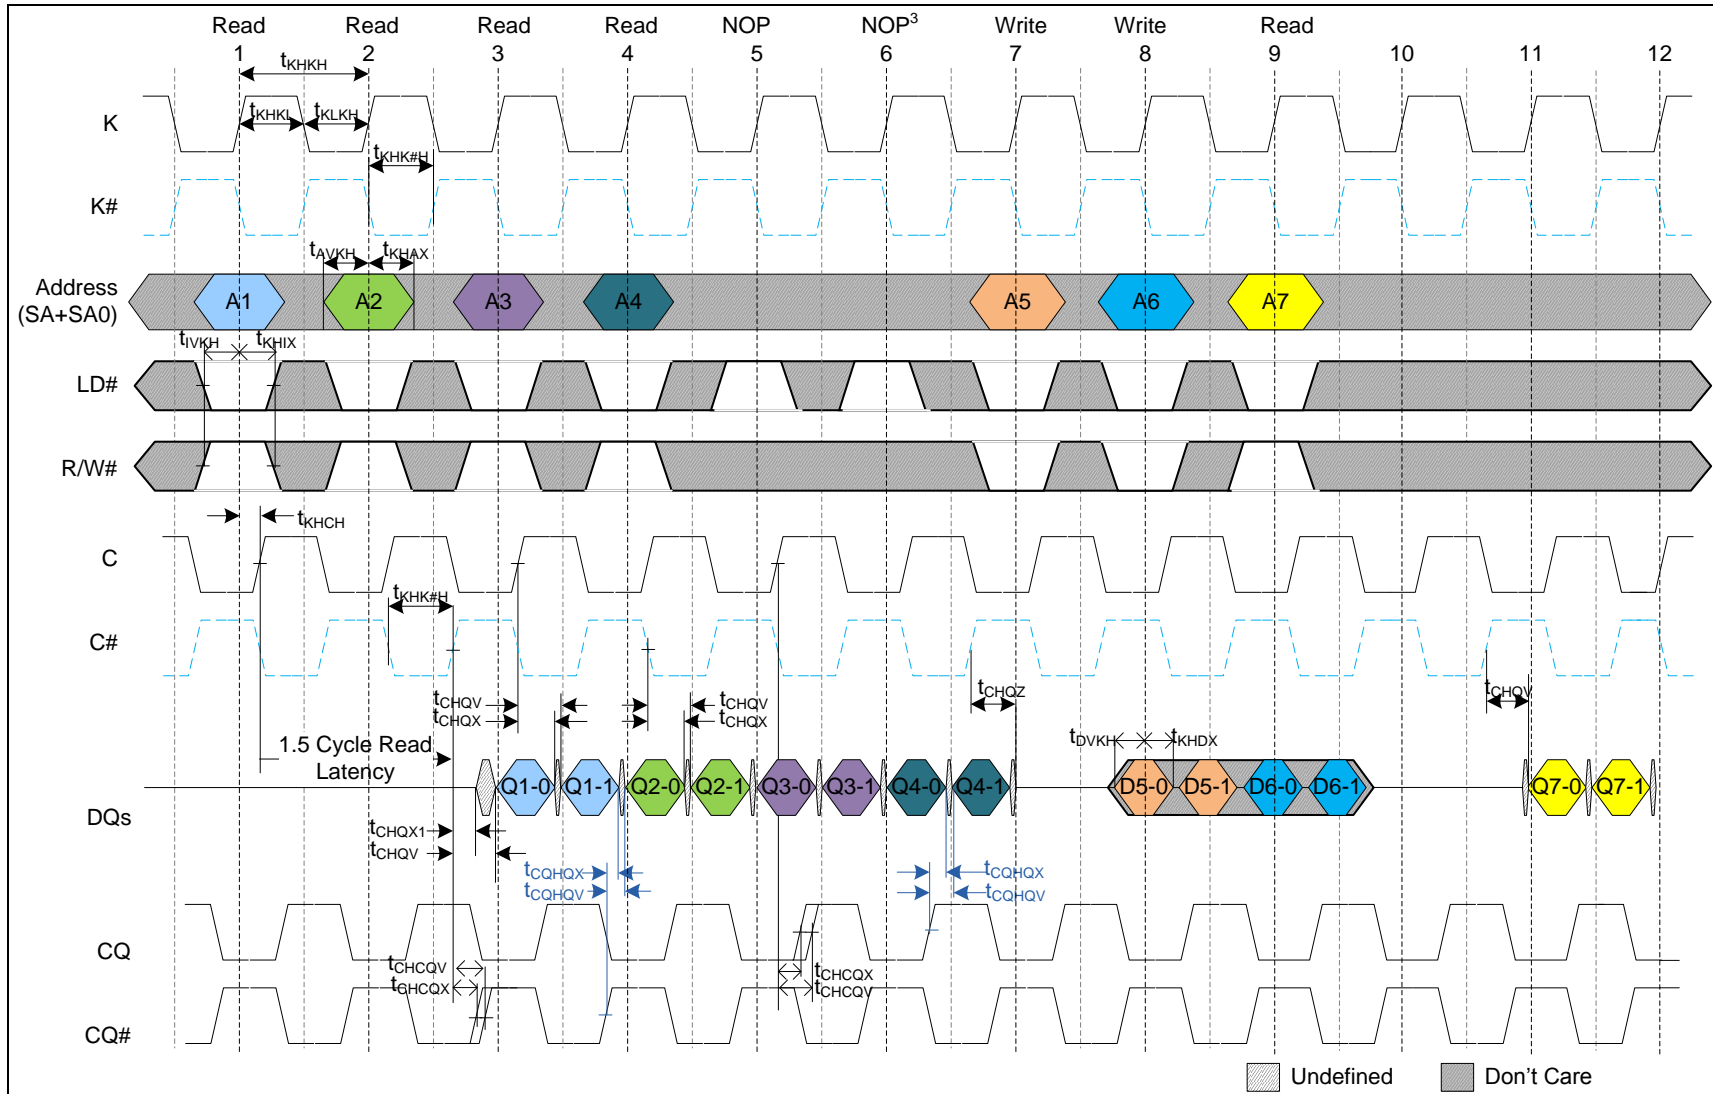 Read Read Read Read NOP NOP3 Write Write Read
1 2 3 4 5 6 7 8 9 10 11 12
tKHKH
K
tKHKL tKLKH
tKHK#H
K#
tAVKH tKHAX
Address
(SA+SA0)
A1 A2 A3 A4 A5 A6 A7
tIVKH tKHIX
LD#
R/W#
tKHCH
C
tKHK#H
C#
tCHQV tCHQV tCHQZ tCHQV
tCHQX tCHQX
1.5 Cycle Read
Latency
tDVKH tKHDX
DQs
Q1-0 Q1-1 Q2-0 Q2-1 Q3-0 Q3-1 Q4-0 Q4-1 D5-0 D5-1 D6-0 D6-1 Q7-0 Q7-1
tCHQX1
tCHQV
tCQHQX tCQHQX
tCQHQV tCQHQV
CQ
tCHCQV tCHCQX
tCHCQX tCHCQV
CQ#
Undefined Don't Care